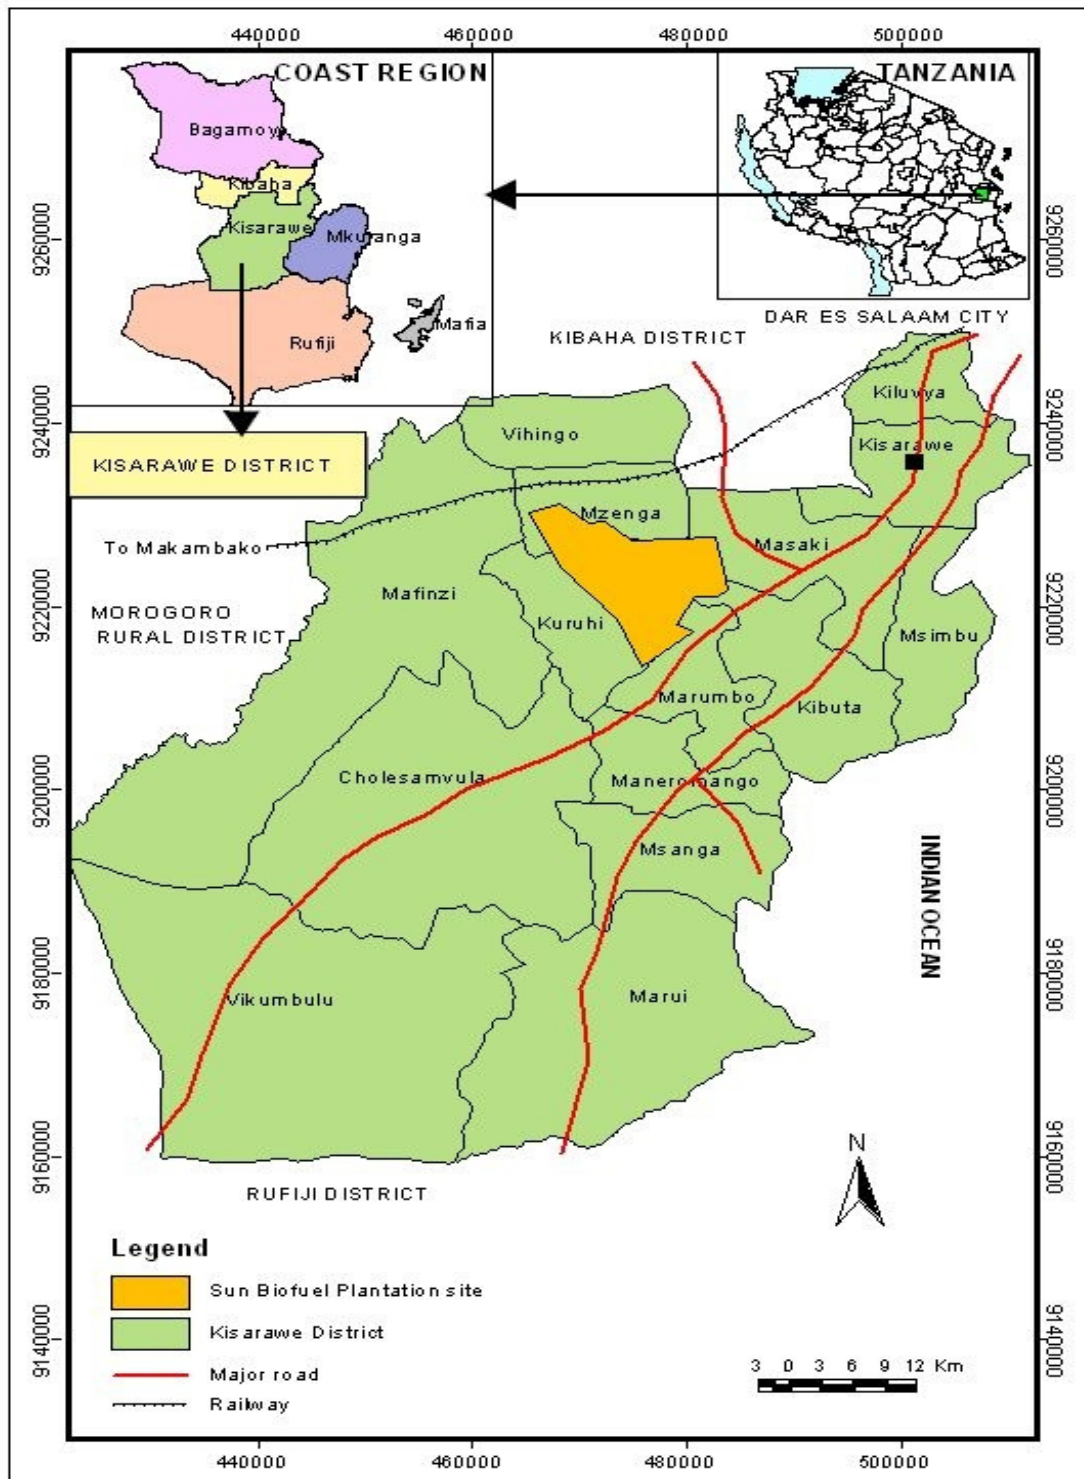 440000 460000 480000 500000
COAST REGION
TANZANIA
Bagamoyo
Kibaha
Kisarawe
Mkuranga
Rufiji
Mafia
9260000
9260000
DAR ES SALAAM CITY
KIBAHA DISTRICT
Kiluvya
9240000
9240000
Vihingo
Kisarawe
KISARAWE DISTRICT
Mzenga
To Makambako
Masaki
Mafinzi
9220000
9220000
MOROGORO
RURAL DISTRICT
Kuruhi
Msimbu
Marumbo
Kibuta
Cholesamvula
Maneromango
9200000
9200000
Msanga
INDIAN OCEAN
9180000
9180000
Vikumbulu
Marui
N
9160000
9160000
RUFIJI DISTRICT
Legend
Sun Biofuel Plantation site
Kisarawe District
9140000
9140000
Major road
3 0 3 6 9 12 Km
Railway
440000 460000 480000 500000